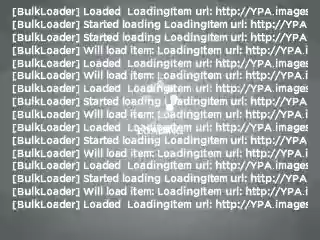 [BulkLoader] Loaded LoadingItem url: http://YPA.images
[BulkLoader] Started loading LoadingItem url: http://YPA
[BulkLoader] Will load item: LoadingItem url: http://YPA.i
[BulkLoader] Loaded LoadingItem url: http://YPA.images
[BulkLoader] Started loading LoadingItem url: http://YPA
[BulkLoader] Will load item: LoadingItem url: http://YPA.i
[BulkLoader] Loaded LoadingItem url: http://YPA.images
[BulkLoader] Started loading LoadingItem url: http://YPA
[BulkLoader] Will load item: LoadingItem url: http://YPA.i
[BulkLoader] Loaded LoadingItem url: http://YPA.images
[BulkLoader] Started loading LoadingItem url: http://YPA
[BulkLoader] Will load item: LoadingItem url: http://YPA.i
[BulkLoader] Loaded LoadingItem url: http://YPA.images
[BulkLoader] Started loading LoadingItem url: http://YPA
[BulkLoader] Will load item: LoadingItem url: http://YPA.i
[BulkLoader] Loaded LoadingItem url: http://YPA.images